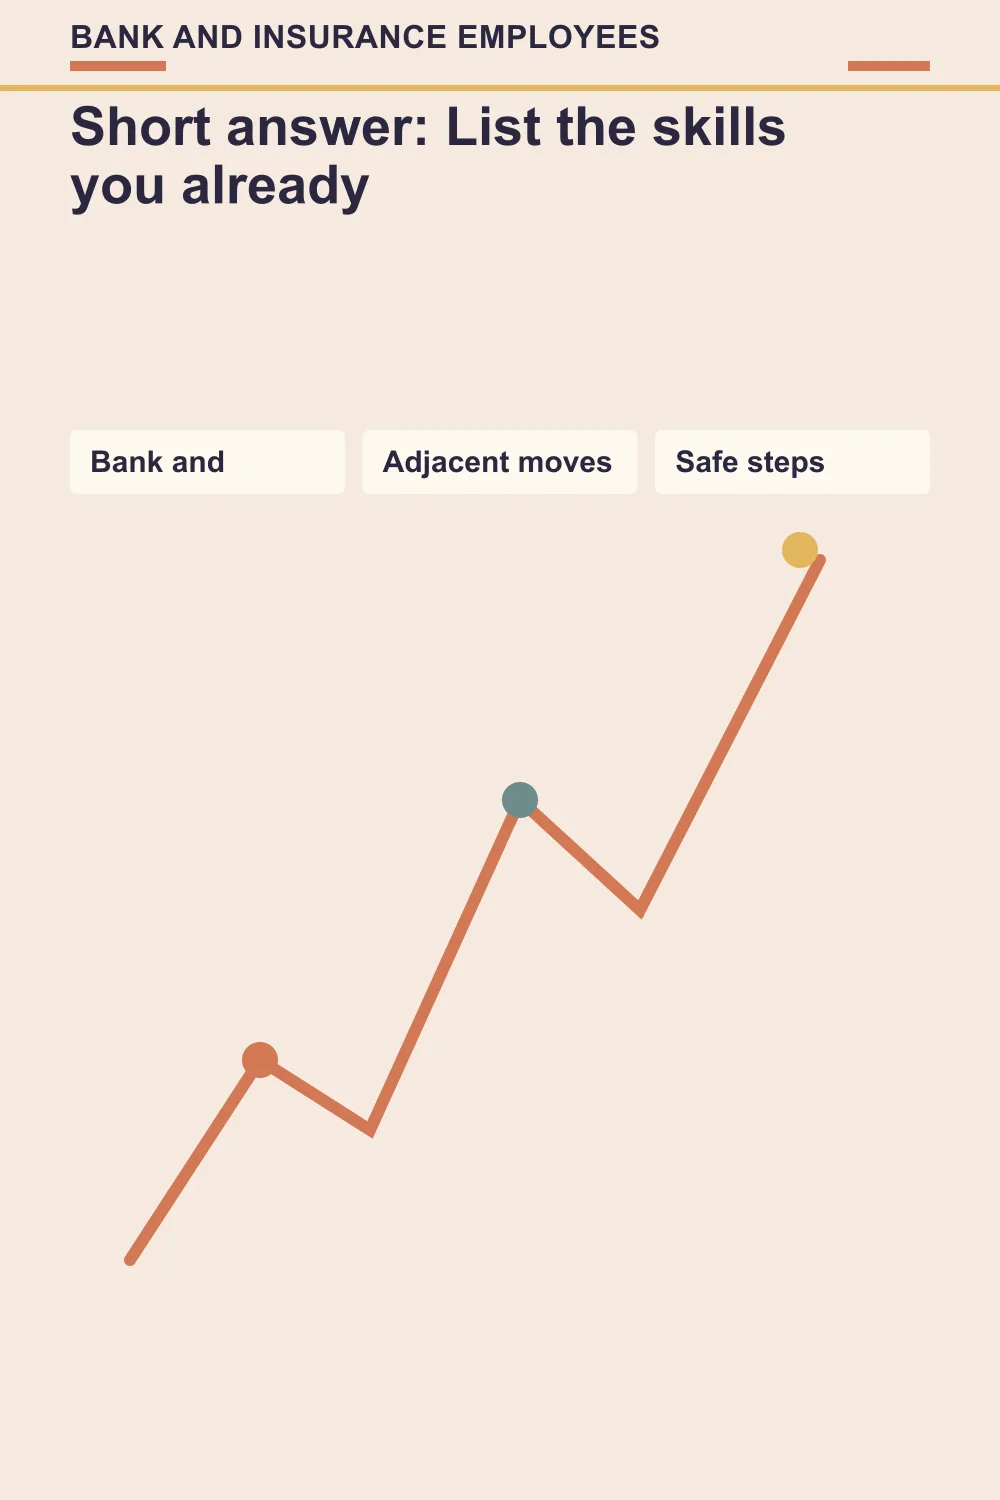 BANK AND INSURANCE EMPLOYEES
Short answer: List the skills
you already
Bank and
Adjacent moves
Safe steps